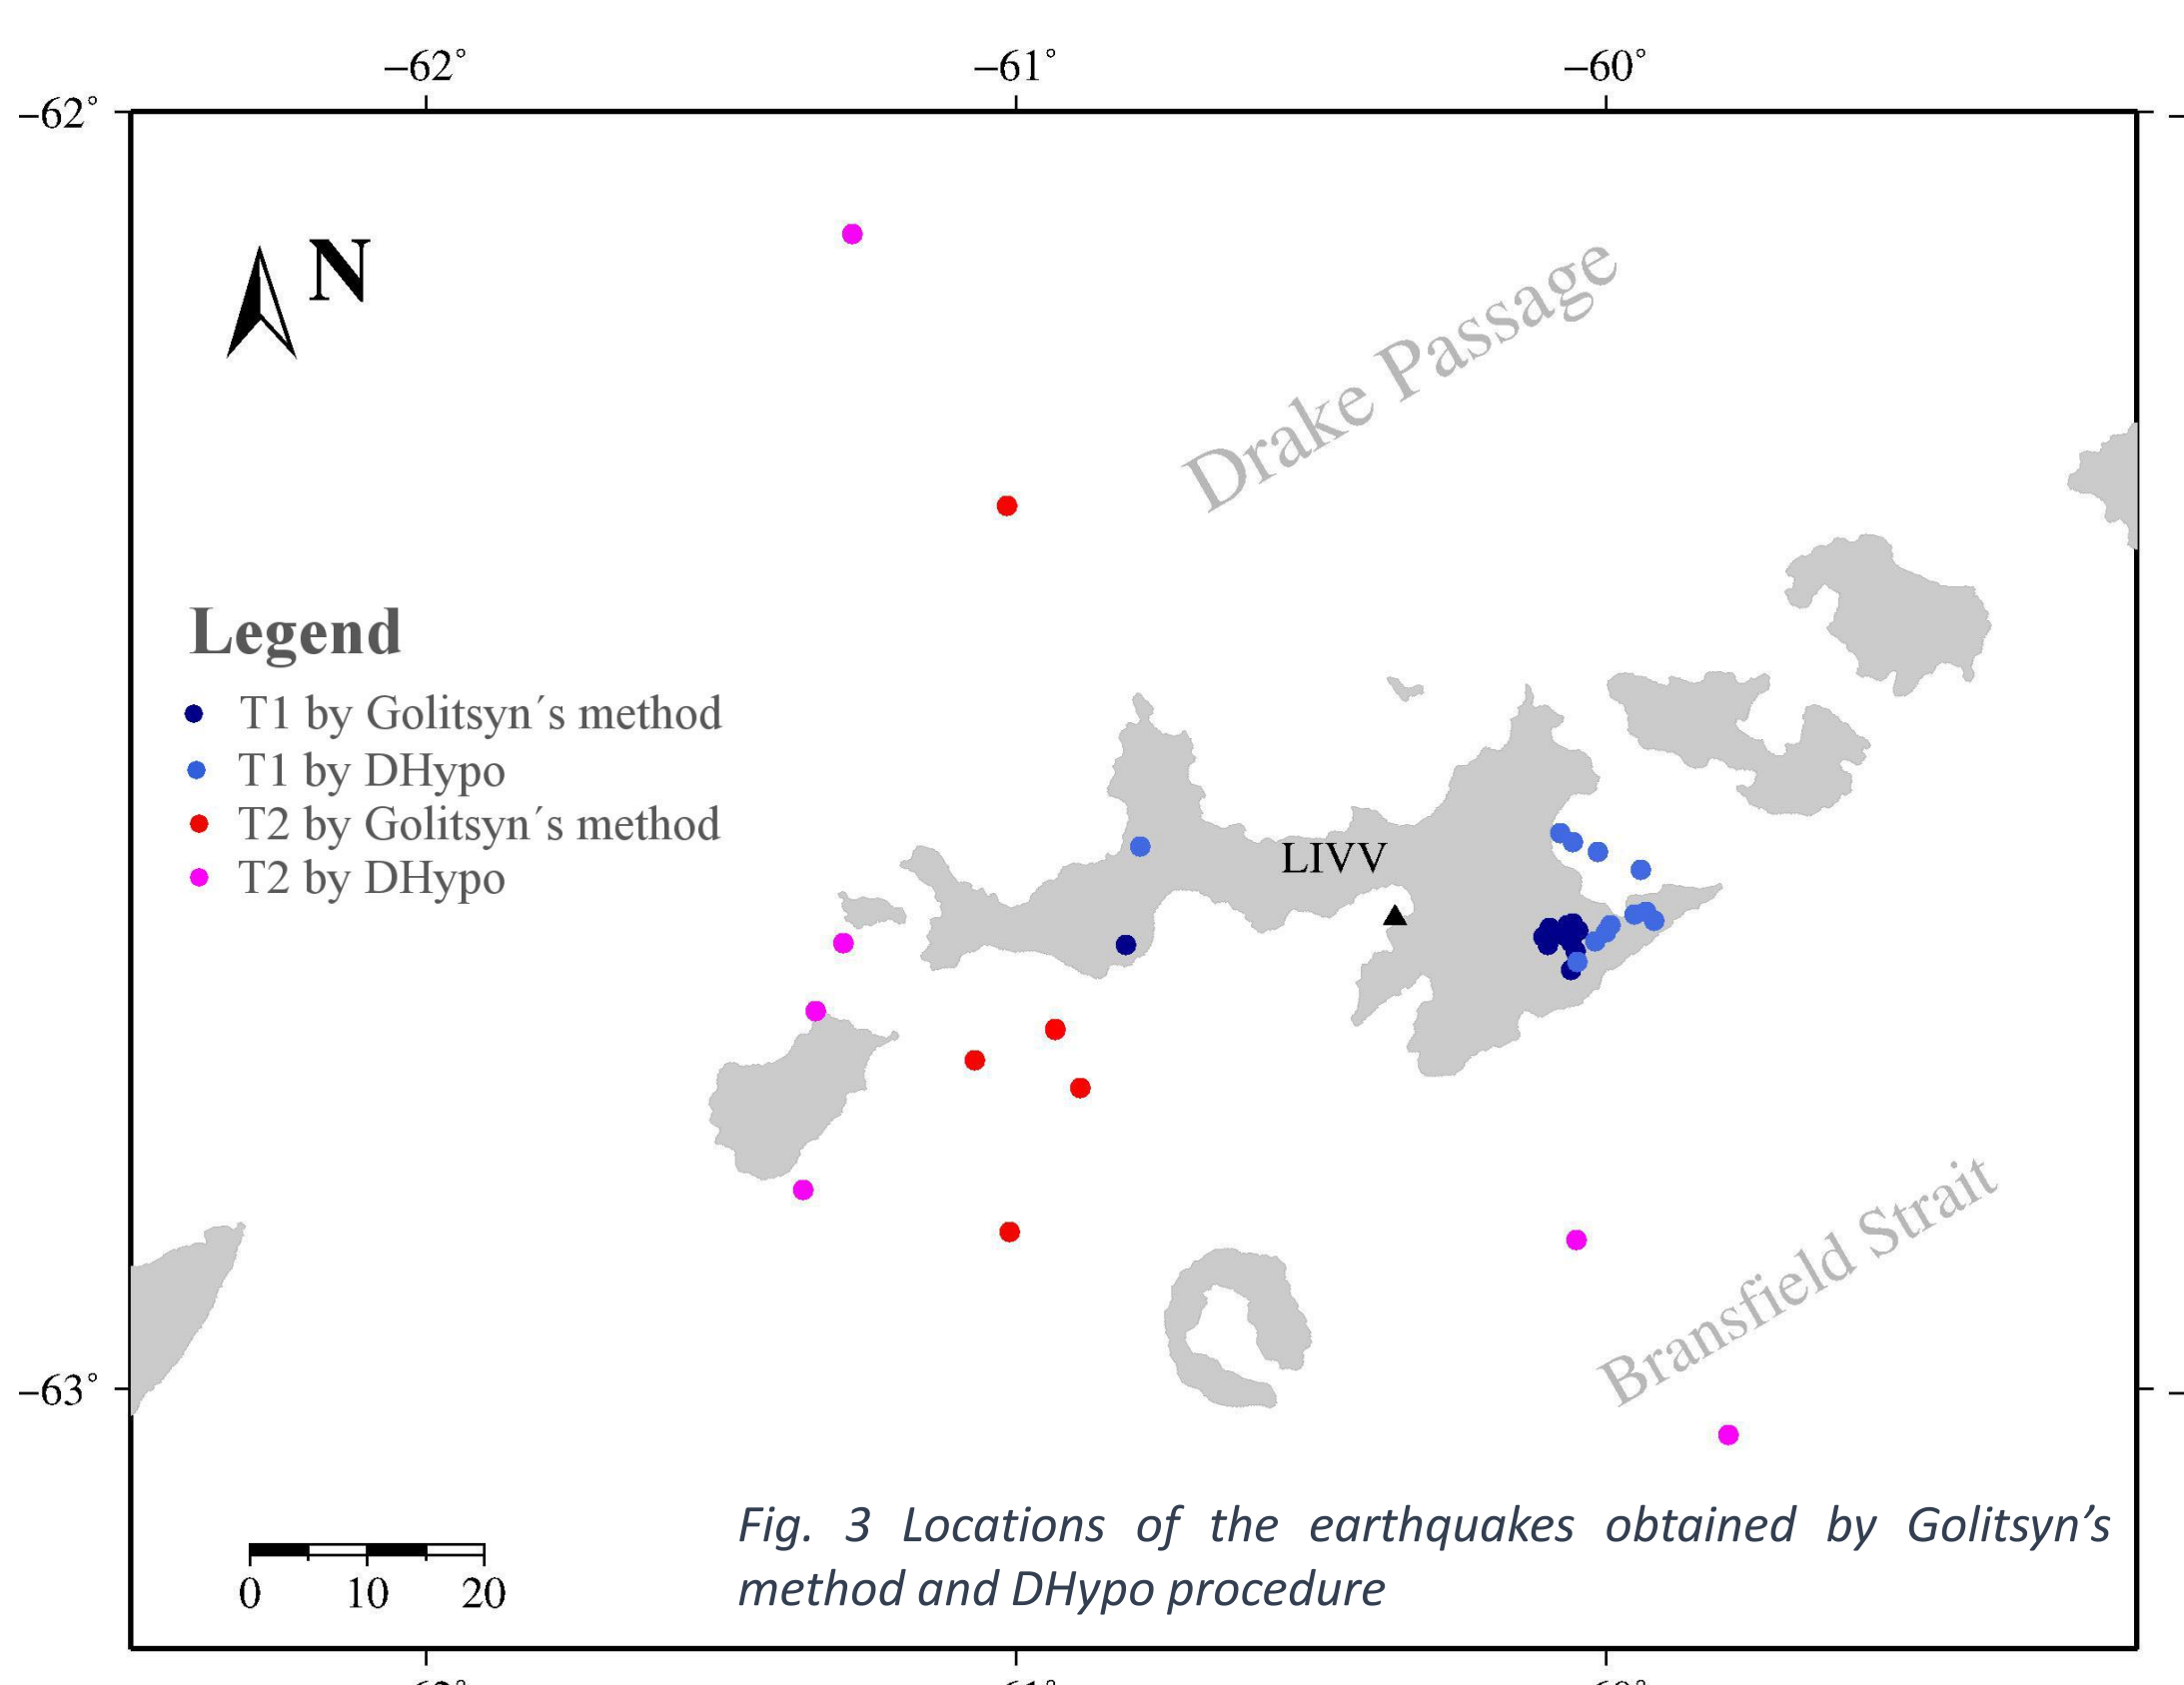 −62° −61° −60°
−62°
N
Drake Passage
Legend
T1 by Golitsyn´s method
T1 by DHypo
T2 by Golitsyn´s method
T2 by DHypo
LIVV
Bransfield Strait
−63°
Fig. 3 Locations of the earthquakes obtained by Golitsyn’s
method and DHypo procedure
0 10 20